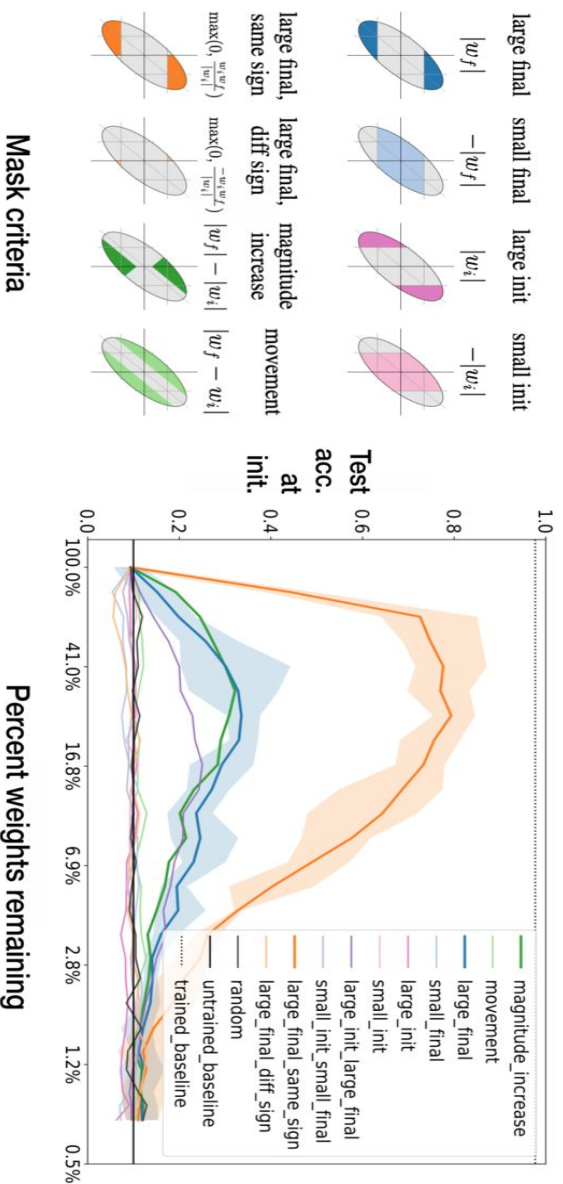 large final
small final
large init
small init
|w_f|
−|w_f|
|w_i|
−|w_i|
large final,
same sign
large final,
diff sign
magnitude
increase
movement
max(0, w_i w_f / |w_i|)
max(0, −w_i w_f / |w_i|)
|w_f| − |w_i|
|w_f − w_i|
Mask criteria
Test
acc.
at
init.
1.0
0.8
0.6
0.4
0.2
0.0
magnitude_increase
movement
large_final
small_final
large_init
small_init
large_init_large_final
small_init_small_final
large_final_same_sign
large_final_diff_sign
random
untrained_baseline
trained_baseline
100.0% 41.0% 16.8% 6.9% 2.8% 1.2% 0.5%
Percent weights remaining